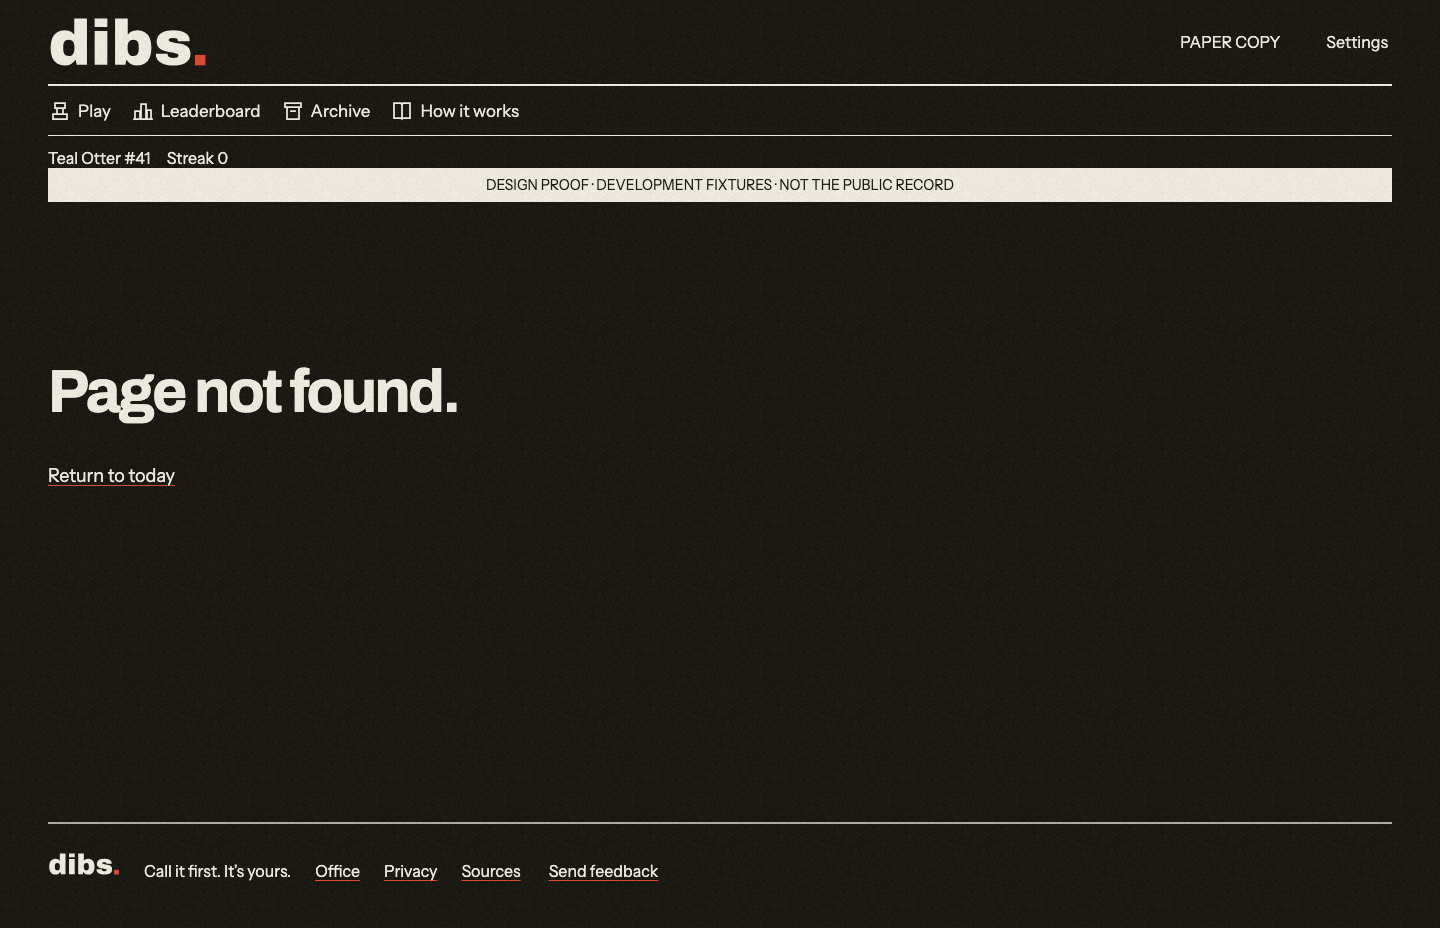 dibs.
PAPER COPY Settings
Play Leaderboard Archive How it works
Teal Otter #41 Streak 0
DESIGN PROOF · DEVELOPMENT FIXTURES · NOT THE PUBLIC RECORD
Page not found.
Return to today
dibs. Call it first. It's yours. Office Privacy Sources Send feedback